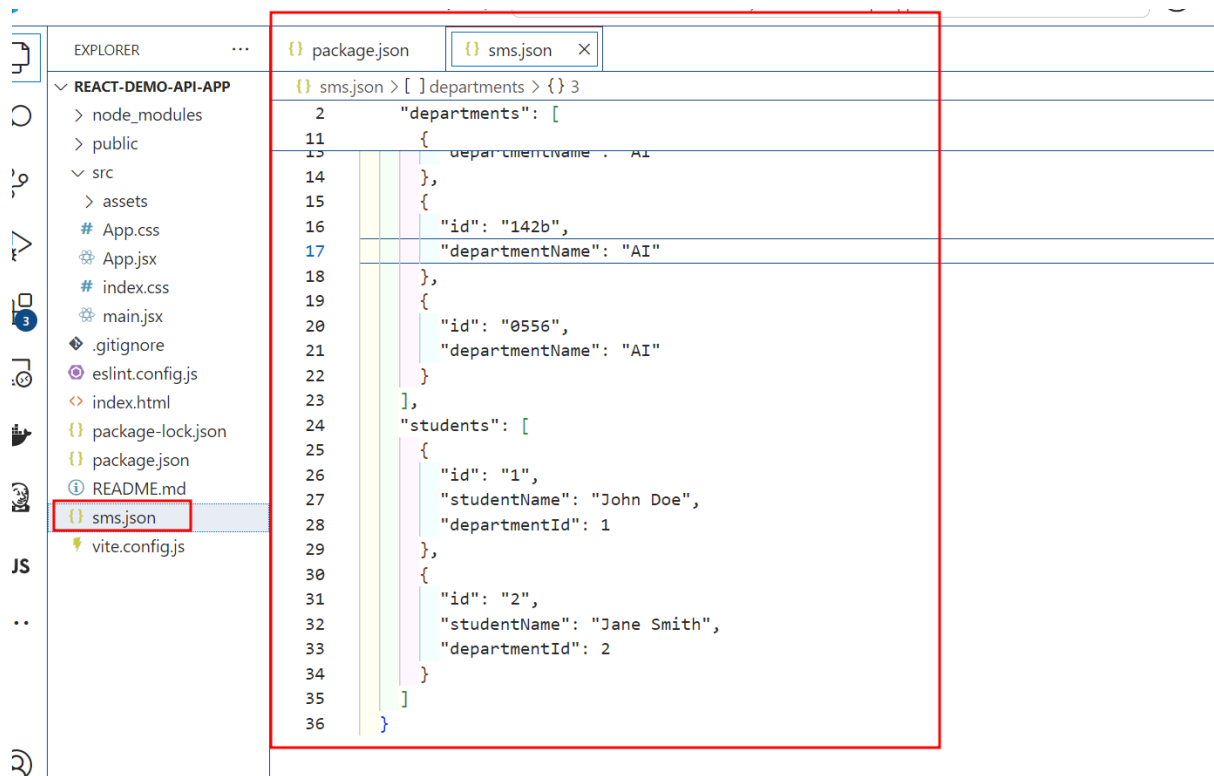 EXPLORER ...
REACT-DEMO-API-APP
node_modules
public
src
assets
# App.css
App.jsx
# index.css
main.jsx
.gitignore
eslint.config.js
<> index.html
{} package-lock.json
{} package.json
README.md
{} sms.json
vite.config.js
3
JS
{} package.json
{} sms.json ×
{} sms.json > [ ] departments > {} 3
2 "departments": [
11 {
13 "departmentName": "AI"
14 },
15 {
16 "id": "142b",
17 "departmentName": "AI"
18 },
19 {
20 "id": "0556",
21 "departmentName": "AI"
22 }
23 ],
24 "students": [
25 {
26 "id": "1",
27 "studentName": "John Doe",
28 "departmentId": 1
29 },
30 {
31 "id": "2",
32 "studentName": "Jane Smith",
33 "departmentId": 2
34 }
35 ]
36 }